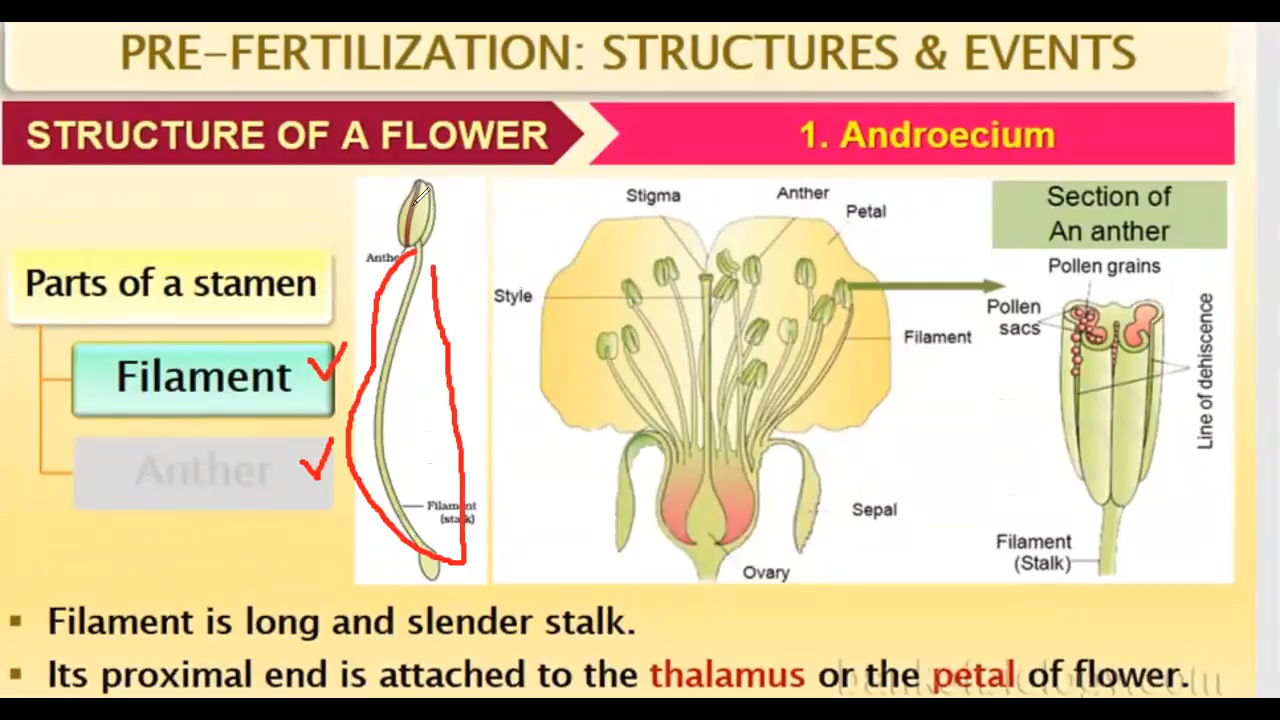 PRE-FERTILIZATION: STRUCTURES & EVENTS
STRUCTURE OF A FLOWER
1. Androecium
Parts of a stamen
Filament
Anther
Anthe
Filament
(stalk)
Stigma
Anther
Petal
Style
Filament
Sepal
Ovary
Section of
An anther
Pollen grains
Pollen
sacs
Line of dehiscence
Filament
(Stalk)
▪ Filament is long and slender stalk.
▪ Its proximal end is attached to the thalamus or the petal of flower.